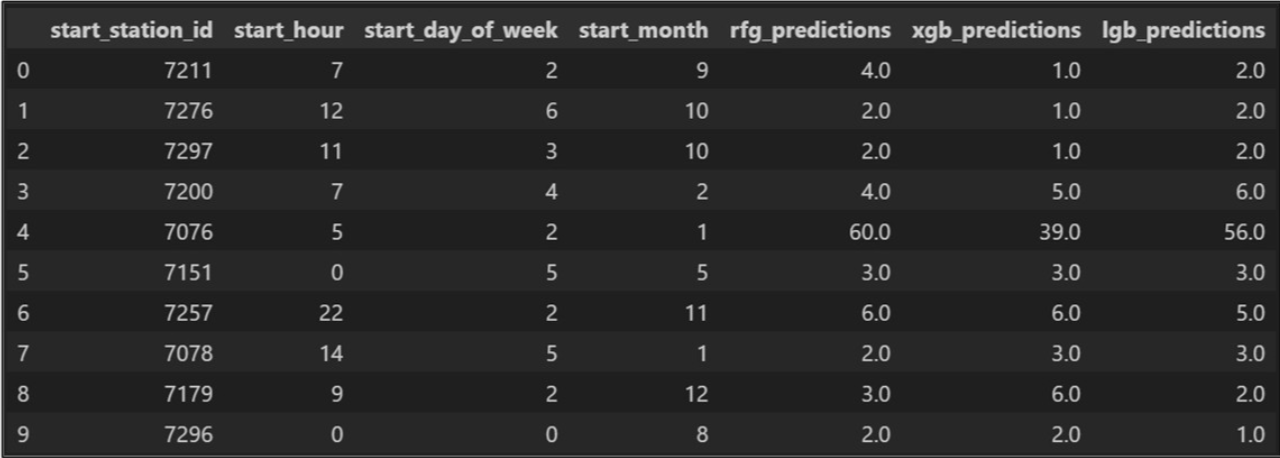 start_station_id start_hour start_day_of_week start_month rfg_predictions xgb_predictions lgb_predictions
0 7211 7 2 9 4.0 1.0 2.0
1 7276 12 6 10 2.0 1.0 2.0
2 7297 11 3 10 2.0 1.0 2.0
3 7200 7 4 2 4.0 5.0 6.0
4 7076 5 2 1 60.0 39.0 56.0
5 7151 0 5 5 3.0 3.0 3.0
6 7257 22 2 11 6.0 6.0 5.0
7 7078 14 5 1 2.0 3.0 3.0
8 7179 9 2 12 3.0 6.0 2.0
9 7296 0 0 8 2.0 2.0 1.0